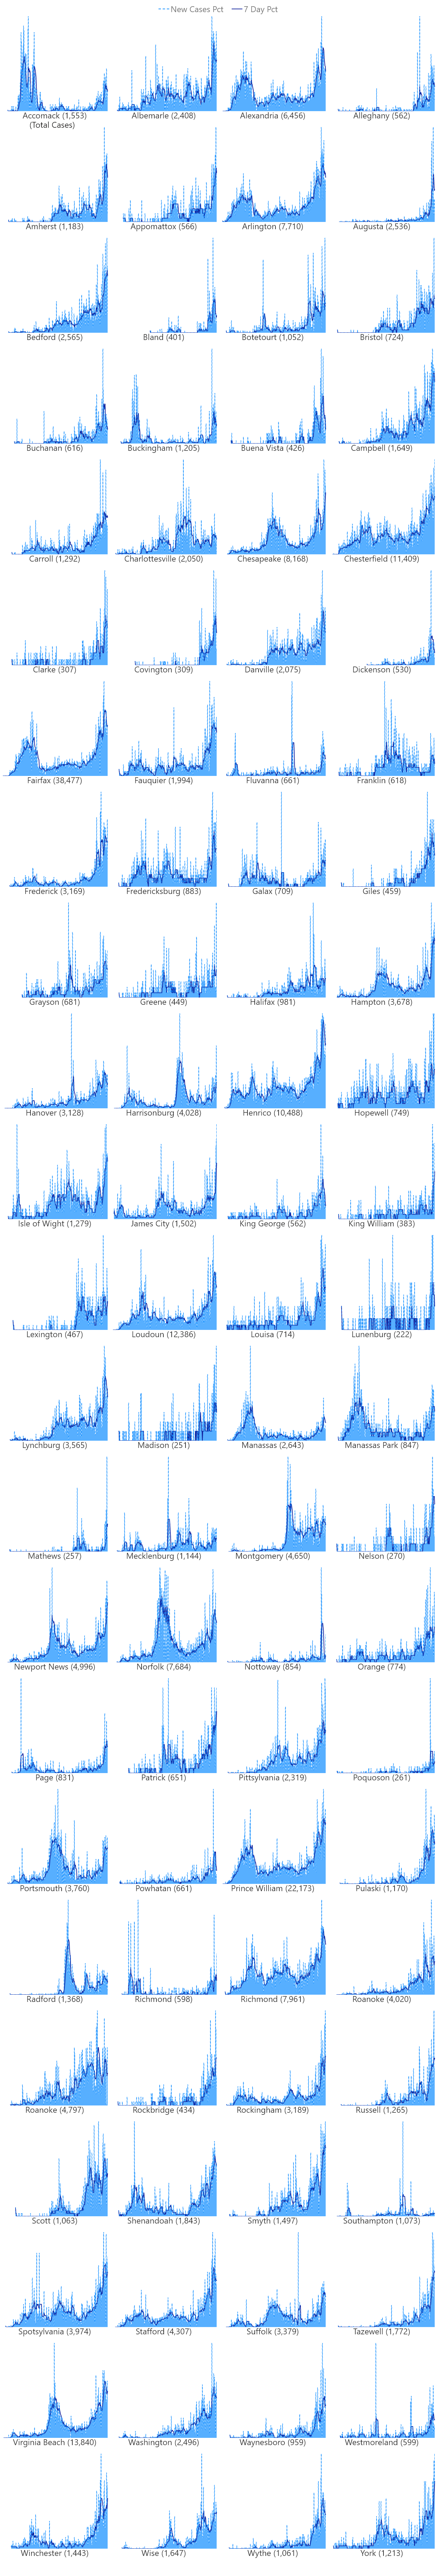 New Cases Pct 7 Day Pct
Accomack (1,553) Albemarle (2,408) Alexandria (6,456) Alleghany (562)
(Total Cases)
Amherst (1,183) Appomattox (566) Arlington (7,710) Augusta (2,536)
Bedford (2,565) Bland (401) Botetourt (1,052) Bristol (724)
Buchanan (616) Buckingham (1,205) Buena Vista (426) Campbell (1,649)
Carroll (1,292) Charlottesville (2,050) Chesapeake (8,168) Chesterfield (11,409)
Clarke (307) Covington (309) Danville (2,075) Dickenson (530)
Fairfax (38,477) Fauquier (1,994) Fluvanna (661) Franklin (618)
Frederick (3,169) Fredericksburg (883) Galax (709) Giles (459)
Grayson (681) Greene (449) Halifax (981) Hampton (3,678)
Hanover (3,128) Harrisonburg (4,028) Henrico (10,488) Hopewell (749)
Isle of Wight (1,279) James City (1,502) King George (562) King William (383)
Lexington (467) Loudoun (12,386) Louisa (714) Lunenburg (222)
Lynchburg (3,565) Madison (251) Manassas (2,643) Manassas Park (847)
Mathews (257) Mecklenburg (1,144) Montgomery (4,650) Nelson (270)
Newport News (4,996) Norfolk (7,684) Nottoway (854) Orange (774)
Page (831) Patrick (651) Pittsylvania (2,319) Poquoson (261)
Portsmouth (3,760) Powhatan (661) Prince William (22,173) Pulaski (1,170)
Radford (1,368) Richmond (598) Richmond (7,961) Roanoke (4,020)
Roanoke (4,797) Rockbridge (434) Rockingham (3,189) Russell (1,265)
Scott (1,063) Shenandoah (1,843) Smyth (1,497) Southampton (1,073)
Spotsylvania (3,974) Stafford (4,307) Suffolk (3,379) Tazewell (1,772)
Virginia Beach (13,840) Washington (2,496) Waynesboro (959) Westmoreland (599)
Winchester (1,443) Wise (1,647) Wythe (1,061) York (1,213)